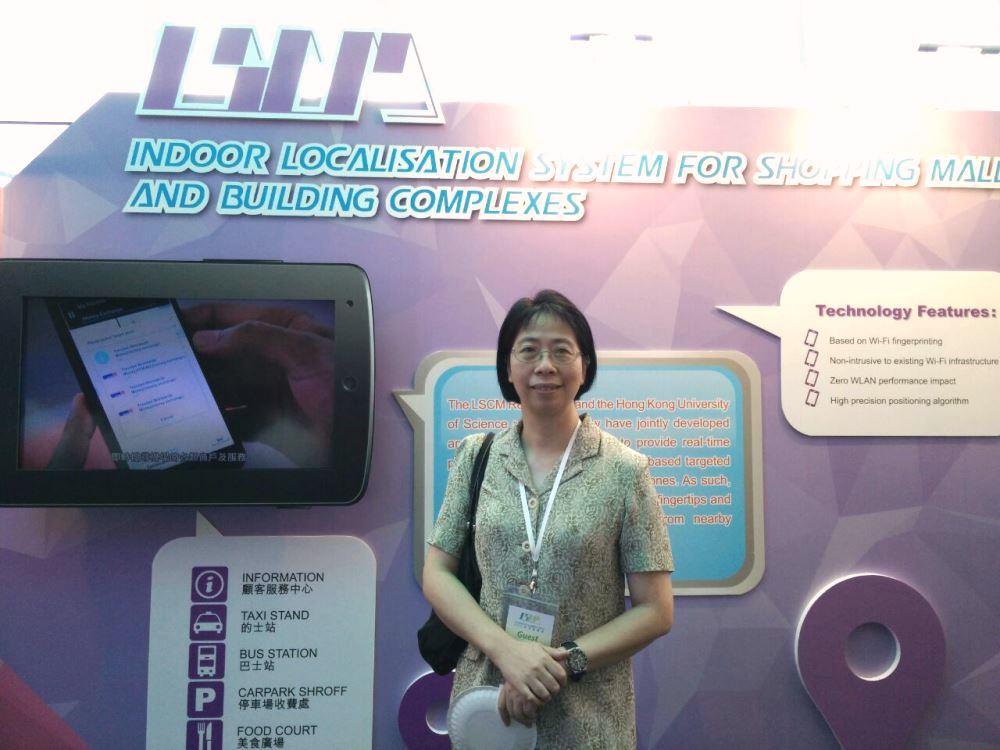 INDOOR LOCALISATION SYSTEM FOR SHOPPING MALL
AND BUILDING COMPLEXES
Technology Features:
Based on Wi-Fi fingerprinting
Non-intrusive to existing Wi-Fi infrastructure
Zero WLAN performance impact
High precision positioning algorithm
The LSCM and the Hong Kong University
of Science have jointly developed
to provide real-time
based targeted
As such,
fingertips and
from nearby
INFORMATION
顧客服務中心
TAXI STAND
的士站
BUS STATION
巴士站
P
CARPARK SHROFF
停車場收費處
FOOD COURT
美食廣場
Guest